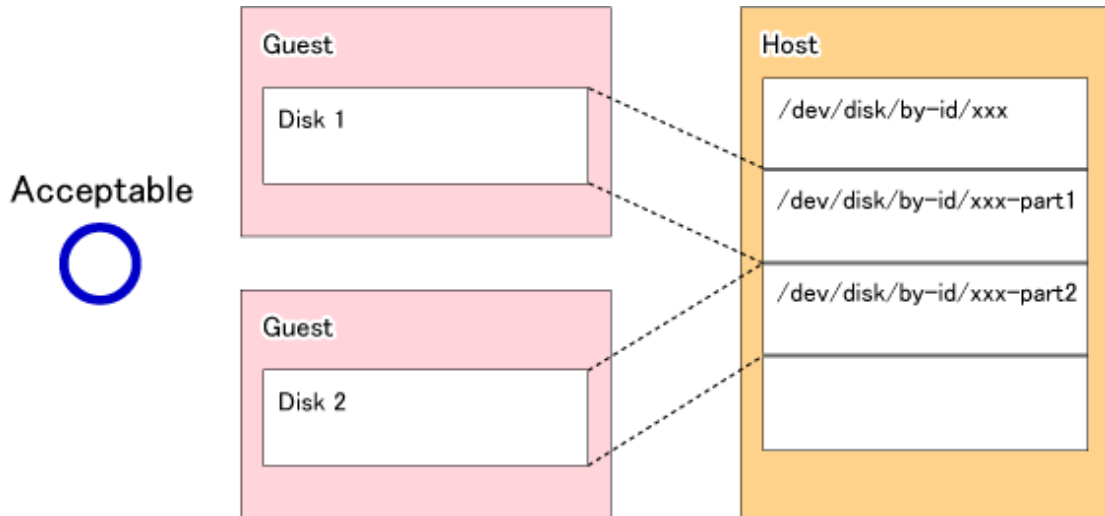 Acceptable
Guest
Disk 1
Guest
Disk 2
Host
/dev/disk/by-id/xxx
/dev/disk/by-id/xxx-part1
/dev/disk/by-id/xxx-part2